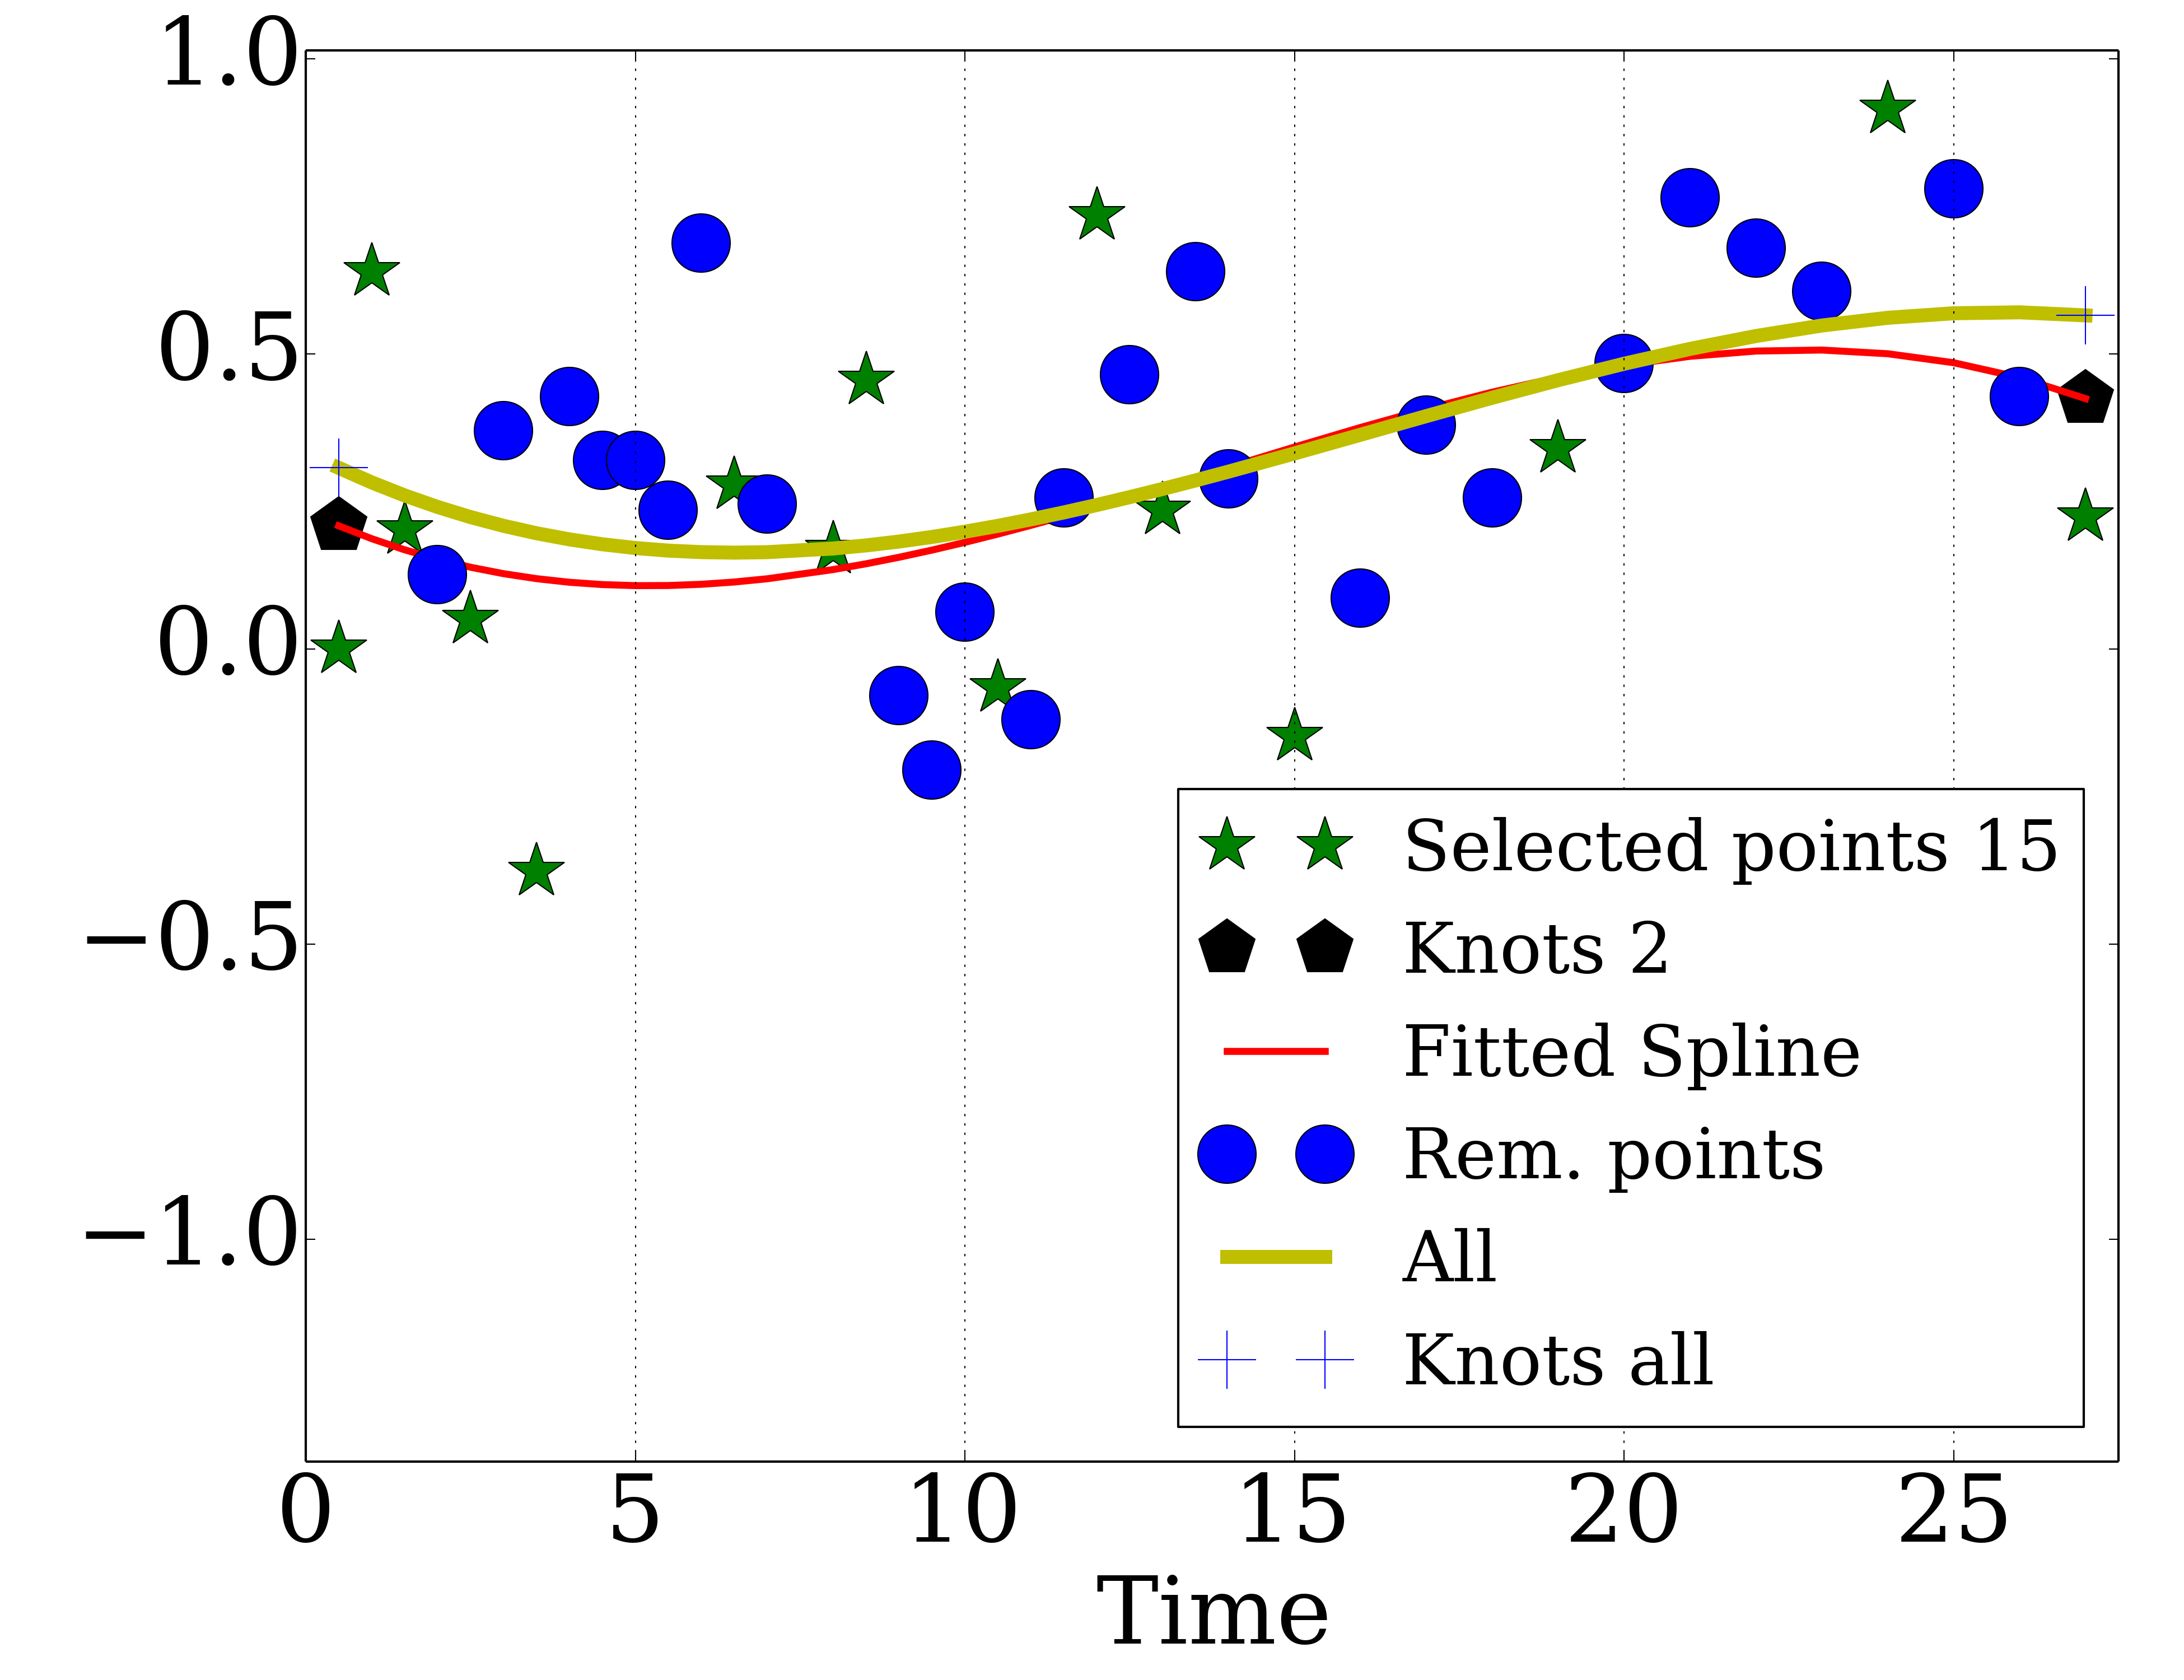 1.0
0.5
0.0
−0.5
−1.0
Selected points 15
Knots 2
Fitted Spline
Rem. points
All
Knots all
0 5 10 15 20 25
Time